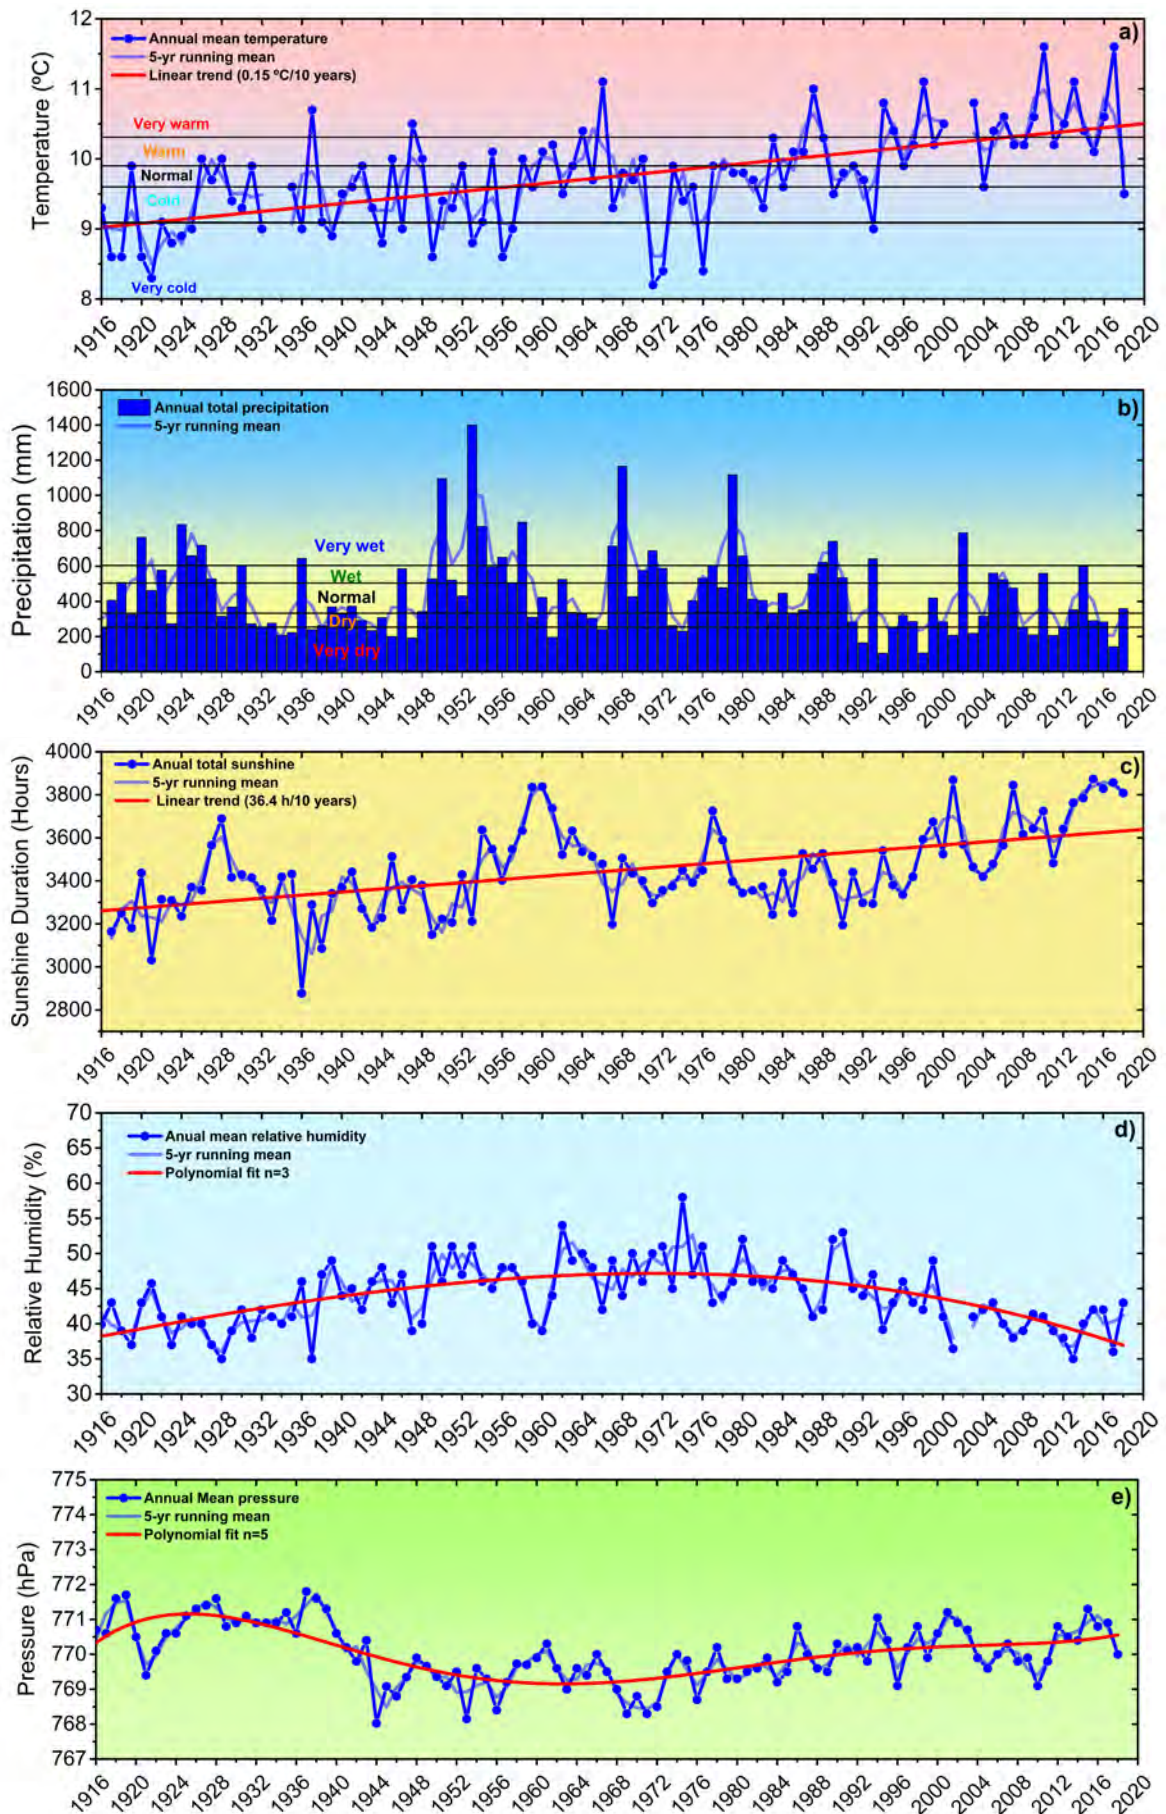 a)
Annual mean temperature
5-yr running mean
Linear trend (0.15 ºC/10 years)
Temperature (ºC)
12
11
10
9
8
Very warm
Warm
Normal
Cold
Very cold
1916 1920 1924 1928 1932 1936 1940 1944 1948 1952 1956 1960 1964 1968 1972 1976 1980 1984 1988 1992 1996 2000 2004 2008 2012 2016 2020
b)
Annual total precipitation
5-yr running mean
Precipitation (mm)
1600
1400
1200
1000
800
600
400
200
0
Very wet
Wet
Normal
Dry
Very dry
1916 1920 1924 1928 1932 1936 1940 1944 1948 1952 1956 1960 1964 1968 1972 1976 1980 1984 1988 1992 1996 2000 2004 2008 2012 2016 2020
c)
Anual total sunshine
5-yr running mean
Linear trend (36.4 h/10 years)
Sunshine Duration (Hours)
4000
3800
3600
3400
3200
3000
2800
1916 1920 1924 1928 1932 1936 1940 1944 1948 1952 1956 1960 1964 1968 1972 1976 1980 1984 1988 1992 1996 2000 2004 2008 2012 2016 2020
d)
Anual mean relative humidity
5-yr running mean
Polynomial fit n=3
Relative Humidity (%)
70
65
60
55
50
45
40
35
30
1916 1920 1924 1928 1932 1936 1940 1944 1948 1952 1956 1960 1964 1968 1972 1976 1980 1984 1988 1992 1996 2000 2004 2008 2012 2016 2020
e)
Annual Mean pressure
5-yr running mean
Polynomial fit n=5
Pressure (hPa)
775
774
773
772
771
770
769
768
767
1916 1920 1924 1928 1932 1936 1940 1944 1948 1952 1956 1960 1964 1968 1972 1976 1980 1984 1988 1992 1996 2000 2004 2008 2012 2016 2020